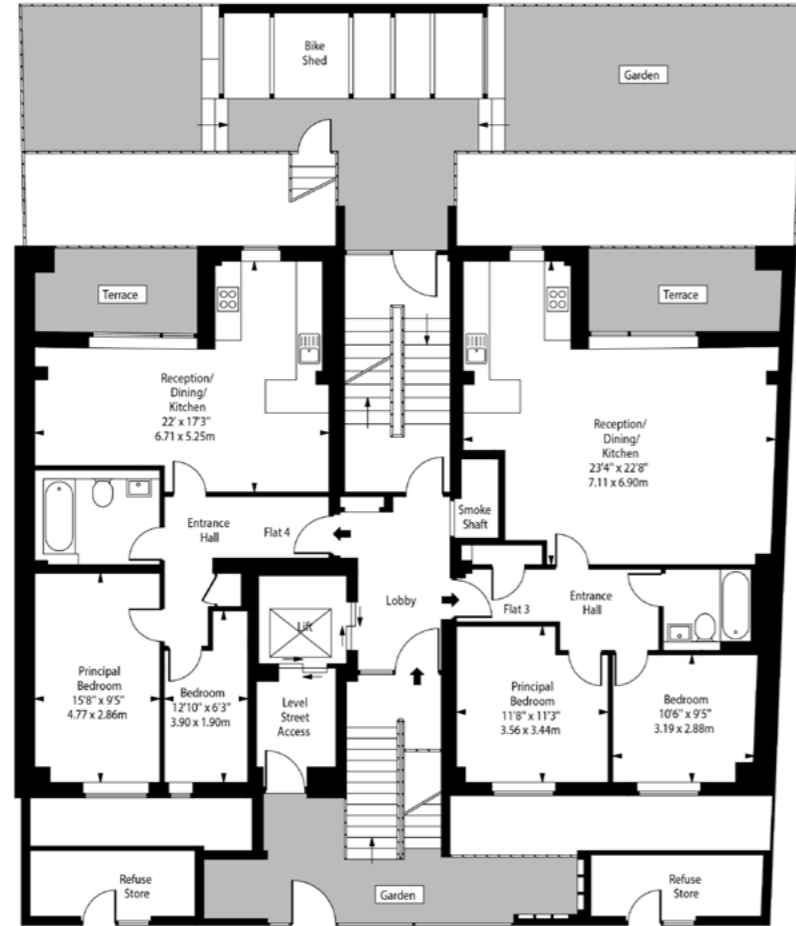 Bike
Shed
Garden
Terrace
Terrace
Reception/
Dining/
Kitchen
22' x 17'3"
6.71 x 5.25m
Reception/
Dining/
Kitchen
23'4" x 22'8"
7.11 x 6.90m
Entrance
Hall
Flat 4
Smoke
Shaft
Lobby
Flat 3
Entrance
Hall
Lift
Principal
Bedroom
15'8" x 9'5"
4.77 x 2.86m
Bedroom
12'10" x 6'3"
3.90 x 1.90m
Level
Street
Access
Principal
Bedroom
11'8" x 11'3"
3.56 x 3.44m
Bedroom
10'6" x 9'5"
3.19 x 2.88m
Refuse
Store
Garden
Refuse
Store